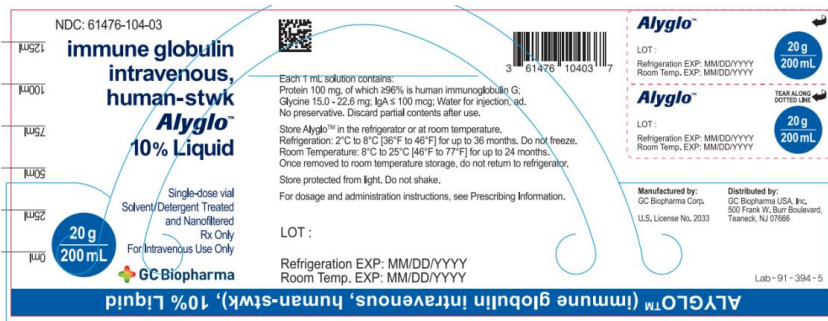 NDC: 61476-104-03
125ml
100ml
75ml
50ml
25ml
0ml
immune globulin
intravenous,
human-stwk
Alyglo™
10% Liquid
Single-dose vial
Solvent/Detergent Treated
and Nanofiltered
Rx Only
For Intravenous Use Only
20 g
200 mL
GC Biopharma
3 61476 10403 7
Each 1 mL solution contains:
Protein 100 mg, of which ≥96% is human immunoglobulin G;
Glycine 15.0 - 22.6 mg; IgA ≤ 100 mcg; Water for injection, ad.
No preservative. Discard partial contents after use.
Store Alyglo™ in the refrigerator or at room temperature.
Refrigeration: 2°C to 8°C [36°F to 46°F] for up to 36 months. Do not freeze.
Room Temperature: 8°C to 25°C [46°F to 77°F] for up to 24 months.
Once removed to room temperature storage, do not return to refrigerator.
Store protected from light. Do not shake.
For dosage and administration instructions, see Prescribing Information.
LOT :
Refrigeration EXP: MM/DD/YYYY
Room Temp. EXP: MM/DD/YYYY
Alyglo™
LOT :
Refrigeration EXP: MM/DD/YYYY
Room Temp. EXP: MM/DD/YYYY
20 g
200 mL
Alyglo™
TEAR ALONG
DOTTED LINE
LOT :
Refrigeration EXP: MM/DD/YYYY
Room Temp. EXP: MM/DD/YYYY
20 g
200 mL
Manufactured by:
GC Biopharma Corp.
U.S. License No. 2033
Distributed by:
GC Biopharma USA, Inc.
500 Frank W. Burr Boulevard,
Teaneck, NJ 07666
Lab-91-394-5
ALYGLO™ (immune globulin intravenous, human-stwk), 10% Liquid